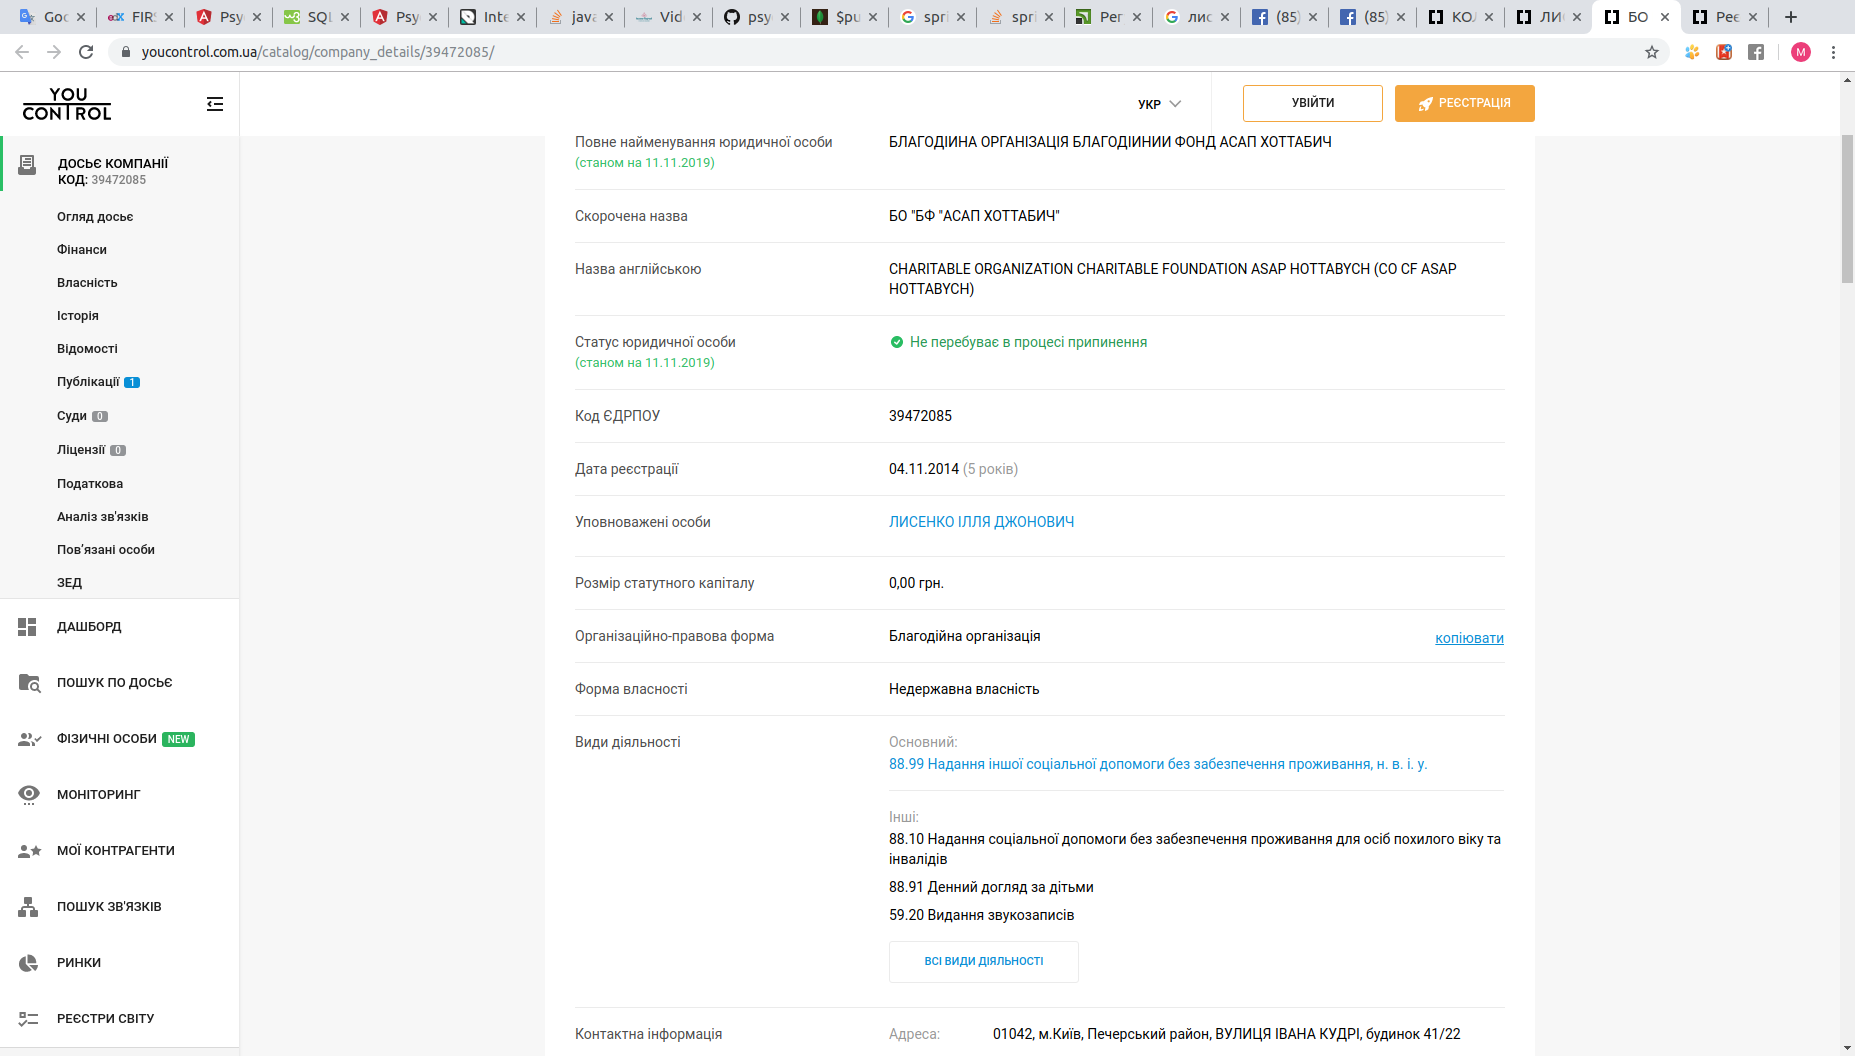 Goc
FIRS
Psyc
SQL
Psyc
Inte
java
Vid
psyc
$pu
spri
spri
Per
лис
(85)
(85)
КОЛ
ЛИ
БО
Реє
youcontrol.com.ua/catalog/company_details/39472085/
M
YOU
CONTROL
УКР
УВІЙТИ
РЕЄСТРАЦІЯ
ДОСЬЄ КОМПАНІЇ
КОД: 39472085
Огляд досьє
Фінанси
Власність
Історія
Відомості
Публікації 1
Суди 0
Ліцензії 0
Податкова
Аналіз зв'язків
Пов’язані особи
ЗЕД
ДАШБОРД
ПОШУК ПО ДОСЬЄ
ФІЗИЧНІ ОСОБИ NEW
МОНІТОРИНГ
МОЇ КОНТРАГЕНТИ
ПОШУК ЗВ'ЯЗКІВ
РИНКИ
РЕЄСТРИ СВІТУ
Повне найменування юридичної особи
(станом на 11.11.2019)
БЛАГОДІЙНА ОРГАНІЗАЦІЯ БЛАГОДІЙНИЙ ФОНД АСАП ХОТТАБИЧ
Скорочена назва
БО "БФ "АСАП ХОТТАБИЧ"
Назва англійською
CHARITABLE ORGANIZATION CHARITABLE FOUNDATION ASAP HOTTABYCH (CO CF ASAP
HOTTABYCH)
Статус юридичної особи
(станом на 11.11.2019)
Не перебуває в процесі припинення
Код ЄДРПОУ
39472085
Дата реєстрації
04.11.2014 (5 років)
Уповноважені особи
ЛИСЕНКО ІЛЛЯ ДЖОНОВИЧ
Розмір статутного капіталу
0,00 грн.
Організаційно-правова форма
Благодійна організація
копіювати
Форма власності
Недержавна власність
Види діяльності
Основний:
88.99 Надання іншої соціальної допомоги без забезпечення проживання, н. в. і. у.
Інші:
88.10 Надання соціальної допомоги без забезпечення проживання для осіб похилого віку та
інвалідів
88.91 Денний догляд за дітьми
59.20 Видання звукозаписів
ВСІ ВИДИ ДІЯЛЬНОСТІ
Контактна інформація
Адреса:
01042, м.Київ, Печерський район, ВУЛИЦЯ ІВАНА КУДРІ, будинок 41/22